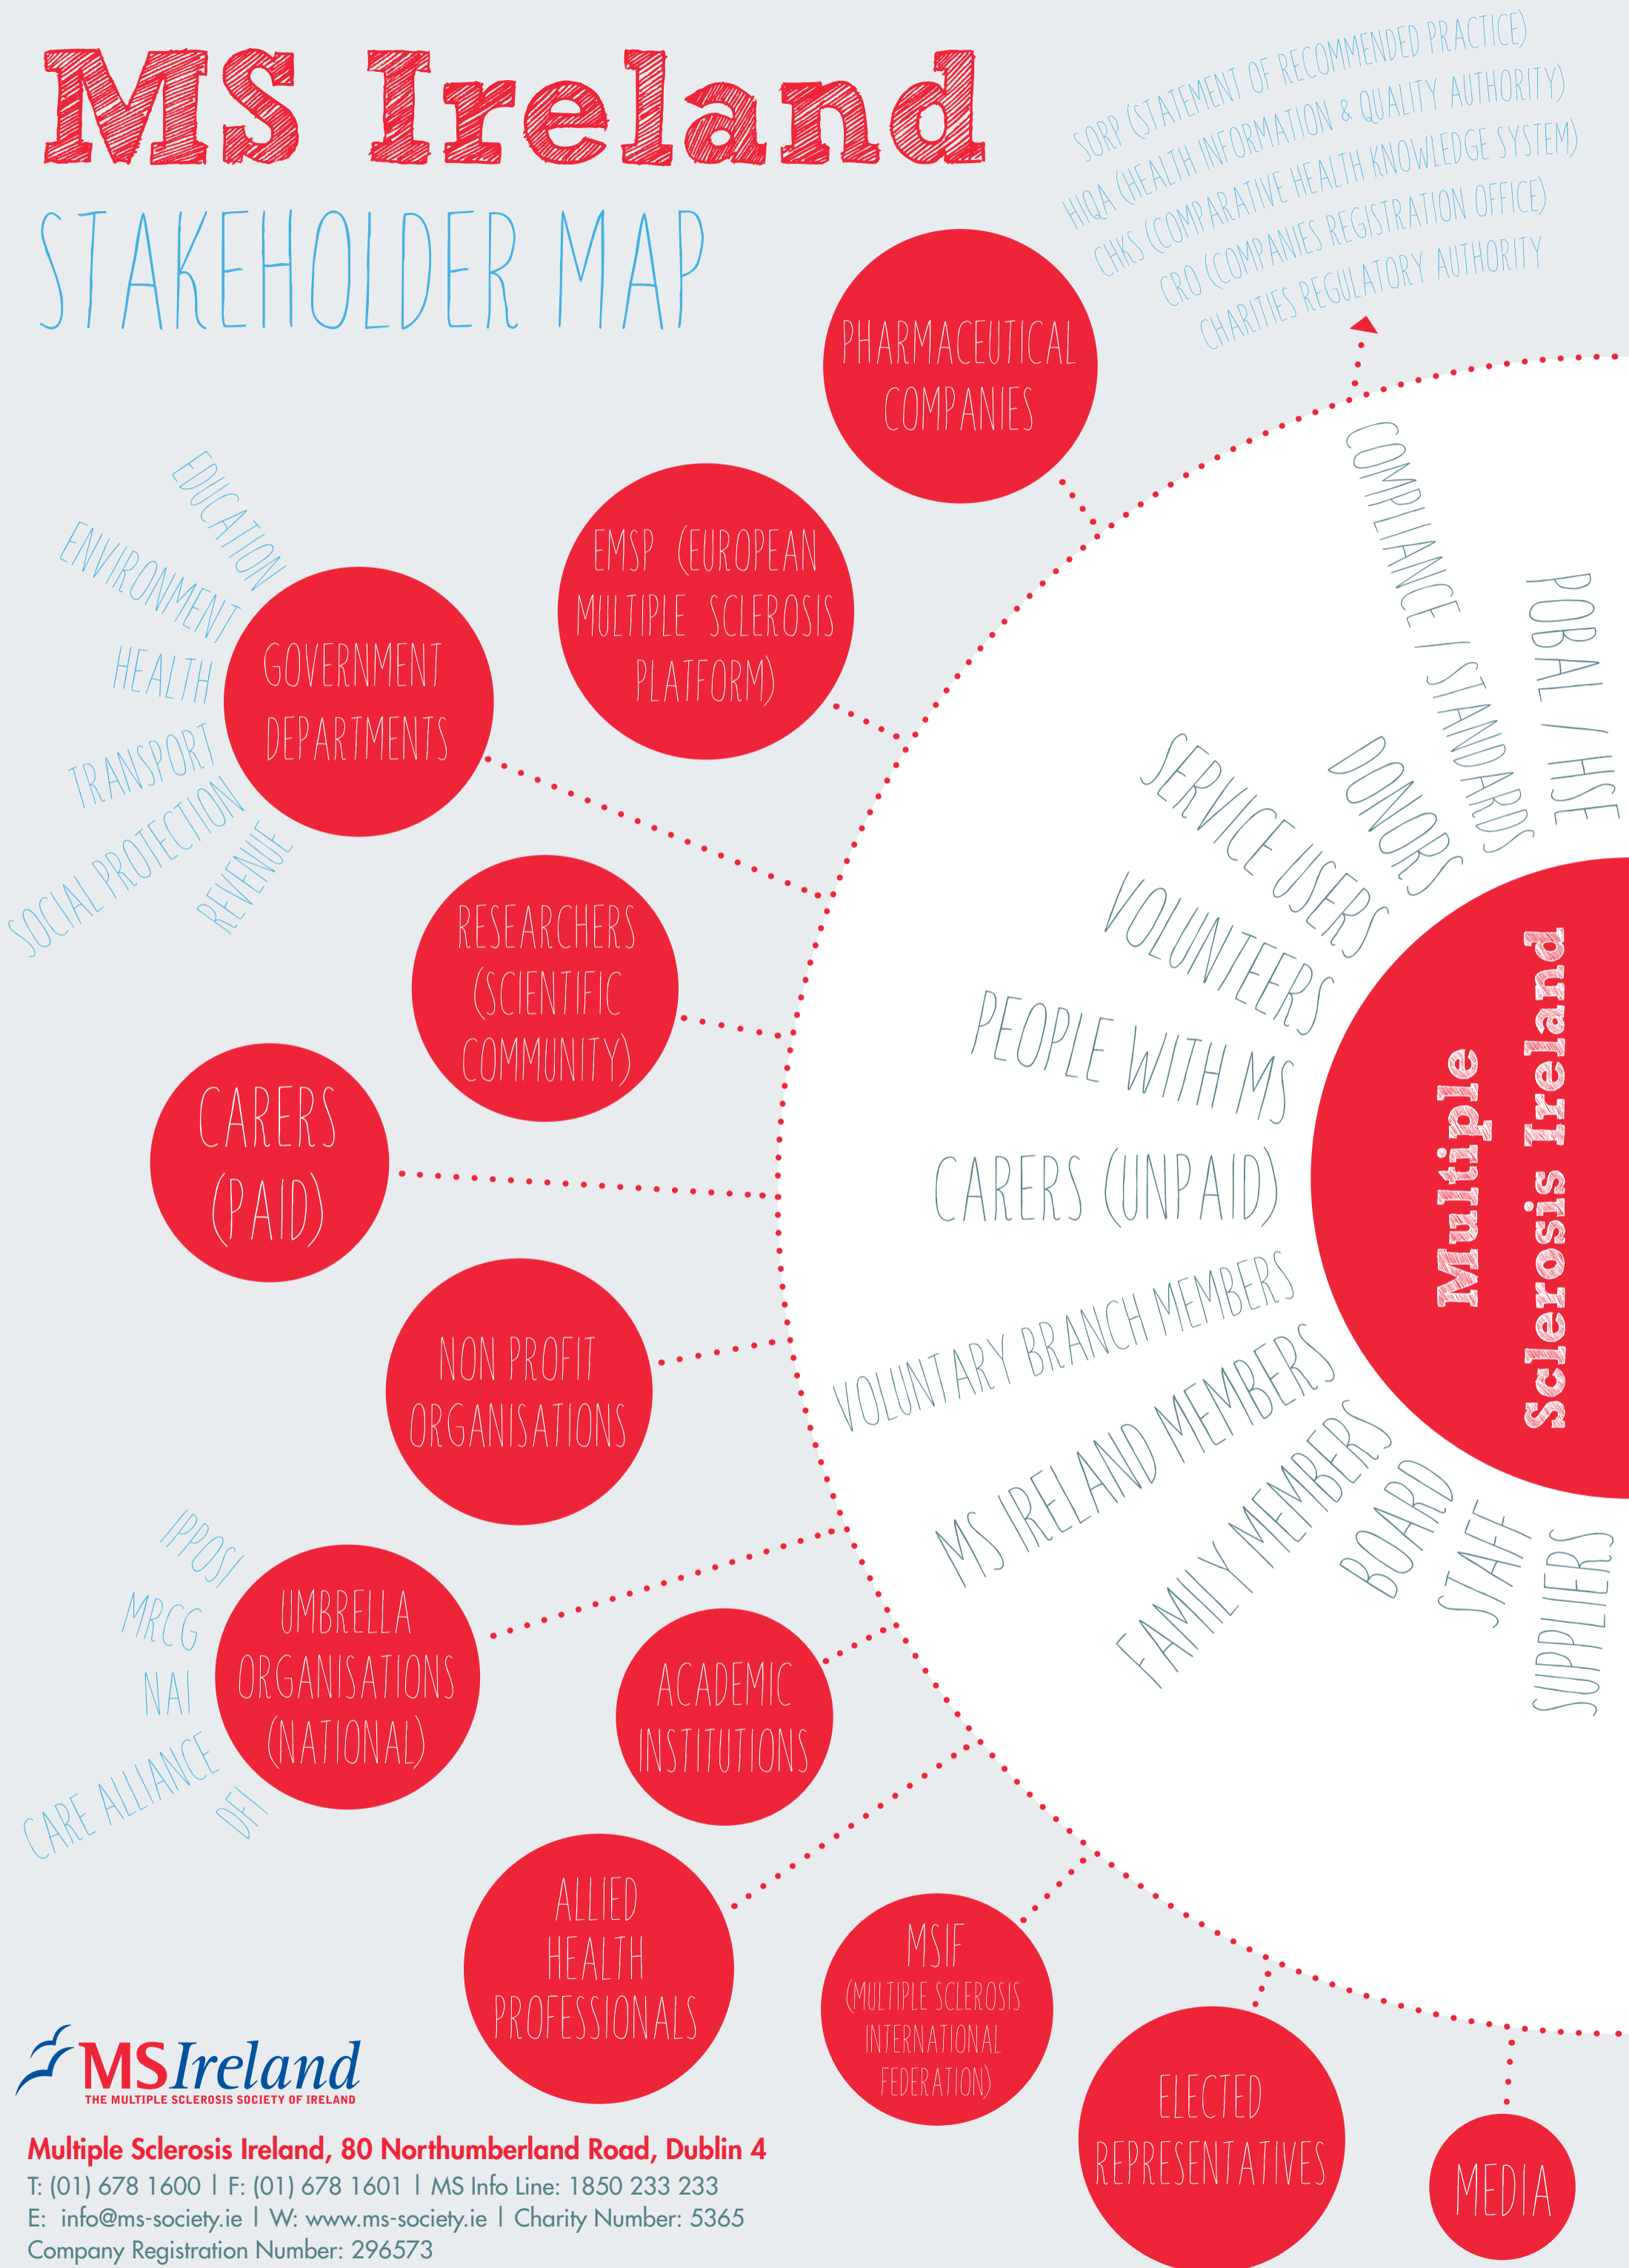 MS Ireland
STAKEHOLDER MAP
SORP (STATEMENT OF RECOMMENDED PRACTICE)
HIQA (HEALTH INFORMATION & QUALITY AUTHORITY)
CHKS (COMPARATIVE HEALTH KNOWLEDGE SYSTEM)
CRO (COMPANIES REGISTRATION OFFICE)
CHARITIES REGULATORY AUTHORITY
PHARMACEUTICAL
COMPANIES
EMSP (EUROPEAN
MULTIPLE SCLEROSIS
PLATFORM)
EDUCATION
ENVIRONMENT
HEALTH
TRANSPORT
SOCIAL PROTECTION
REVENUE
GOVERNMENT
DEPARTMENTS
RESEARCHERS
(SCIENTIFIC
COMMUNITY)
CARERS
(PAID)
NON PROFIT
ORGANISATIONS
IPPOSI
MRCG
NAI
CARE ALLIANCE
DFI
UMBRELLA
ORGANISATIONS
(NATIONAL)
ACADEMIC
INSTITUTIONS
ALLIED
HEALTH
PROFESSIONALS
MSIF
(MULTIPLE SCLEROSIS
INTERNATIONAL
FEDERATION)
ELECTED
REPRESENTATIVES
MEDIA
POBAL / HSE
COMPLIANCE / STANDARDS
DONORS
SERVICE USERS
VOLUNTEERS
PEOPLE WITH MS
CARERS (UNPAID)
VOLUNTARY BRANCH MEMBERS
MS IRELAND MEMBERS
FAMILY MEMBERS
BOARD
STAFF
SUPPLIERS
Multiple
Sclerosis Ireland
MSIreland
THE MULTIPLE SCLEROSIS SOCIETY OF IRELAND
Multiple Sclerosis Ireland, 80 Northumberland Road, Dublin 4
T: (01) 678 1600 | F: (01) 678 1601 | MS Info Line: 1850 233 233
E: info@ms-society.ie | W: www.ms-society.ie | Charity Number: 5365
Company Registration Number: 296573